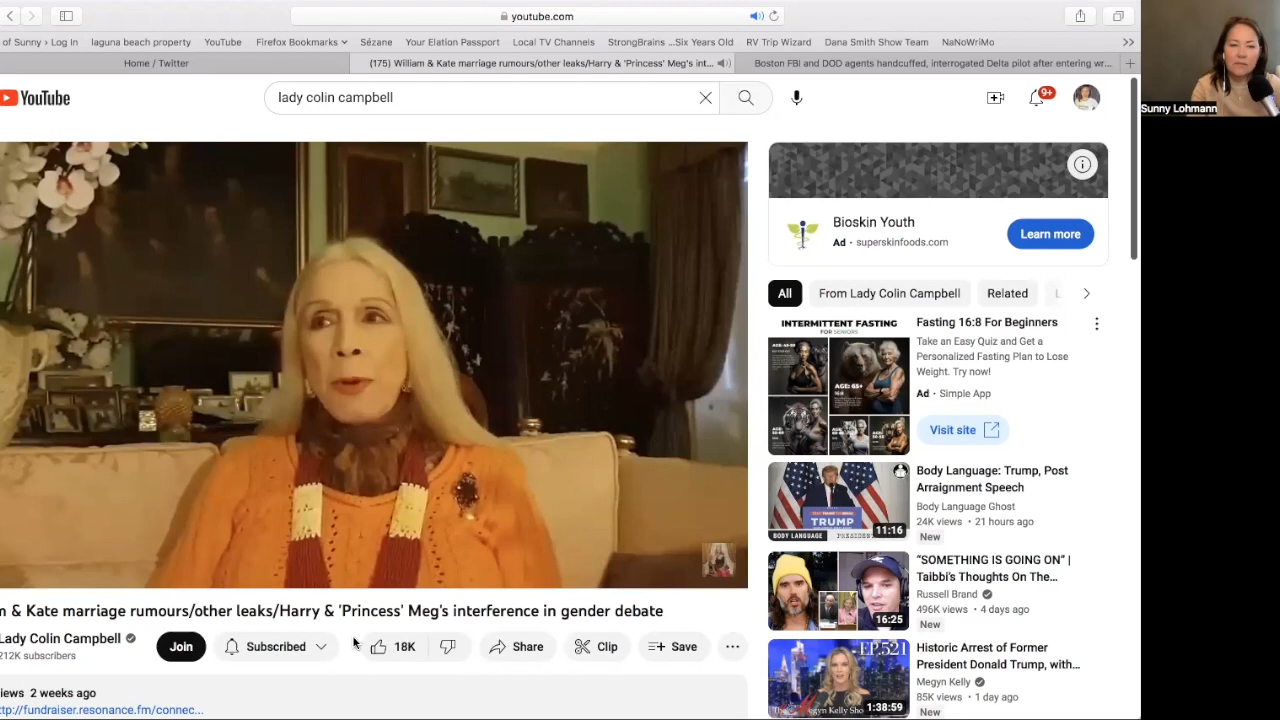 youtube.com
of Sunny › Log In laguna beach property YouTube Firefox Bookmarks Sézane Your Elation Passport Local TV Channels StrongBrains ...Six Years Old RV Trip Wizard Dana Smith Show Team NaNoWriMo
Home / Twitter
(175) William & Kate marriage rumours/other leaks/Harry & 'Princess' Meg's int...
Boston FBI and DOD agents handcuffed, interrogated Delta pilot after entering wr...
Sunny Lohmann
YouTube
lady colin campbell
9+
Bioskin Youth
Ad · superskinfoods.com
Learn more
All From Lady Colin Campbell Related L
INTERMITTENT FASTING
FOR SENIORS
AGE: 65+
Fasting 16:8 For Beginners
Take an Easy Quiz and Get a
Personalized Fasting Plan to Lose
Weight. Try now!
Ad · Simple App
Visit site
TRUMP
BODY LANGUAGE
11:16
Body Language: Trump, Post
Arraignment Speech
Body Language Ghost
24K views • 21 hours ago
New
16:25
"SOMETHING IS GOING ON" |
Taibbi's Thoughts On The...
Russell Brand
496K views • 4 days ago
New
EP.521
1:38:59
Historic Arrest of Former
President Donald Trump, with...
Megyn Kelly
85K views • 1 day ago
New
m & Kate marriage rumours/other leaks/Harry & 'Princess' Meg's interference in gender debate
Lady Colin Campbell
212K subscribers
Join
Subscribed
18K
Share
Clip
Save
iews 2 weeks ago
ttp://fundraiser.resonance.fm/connec...